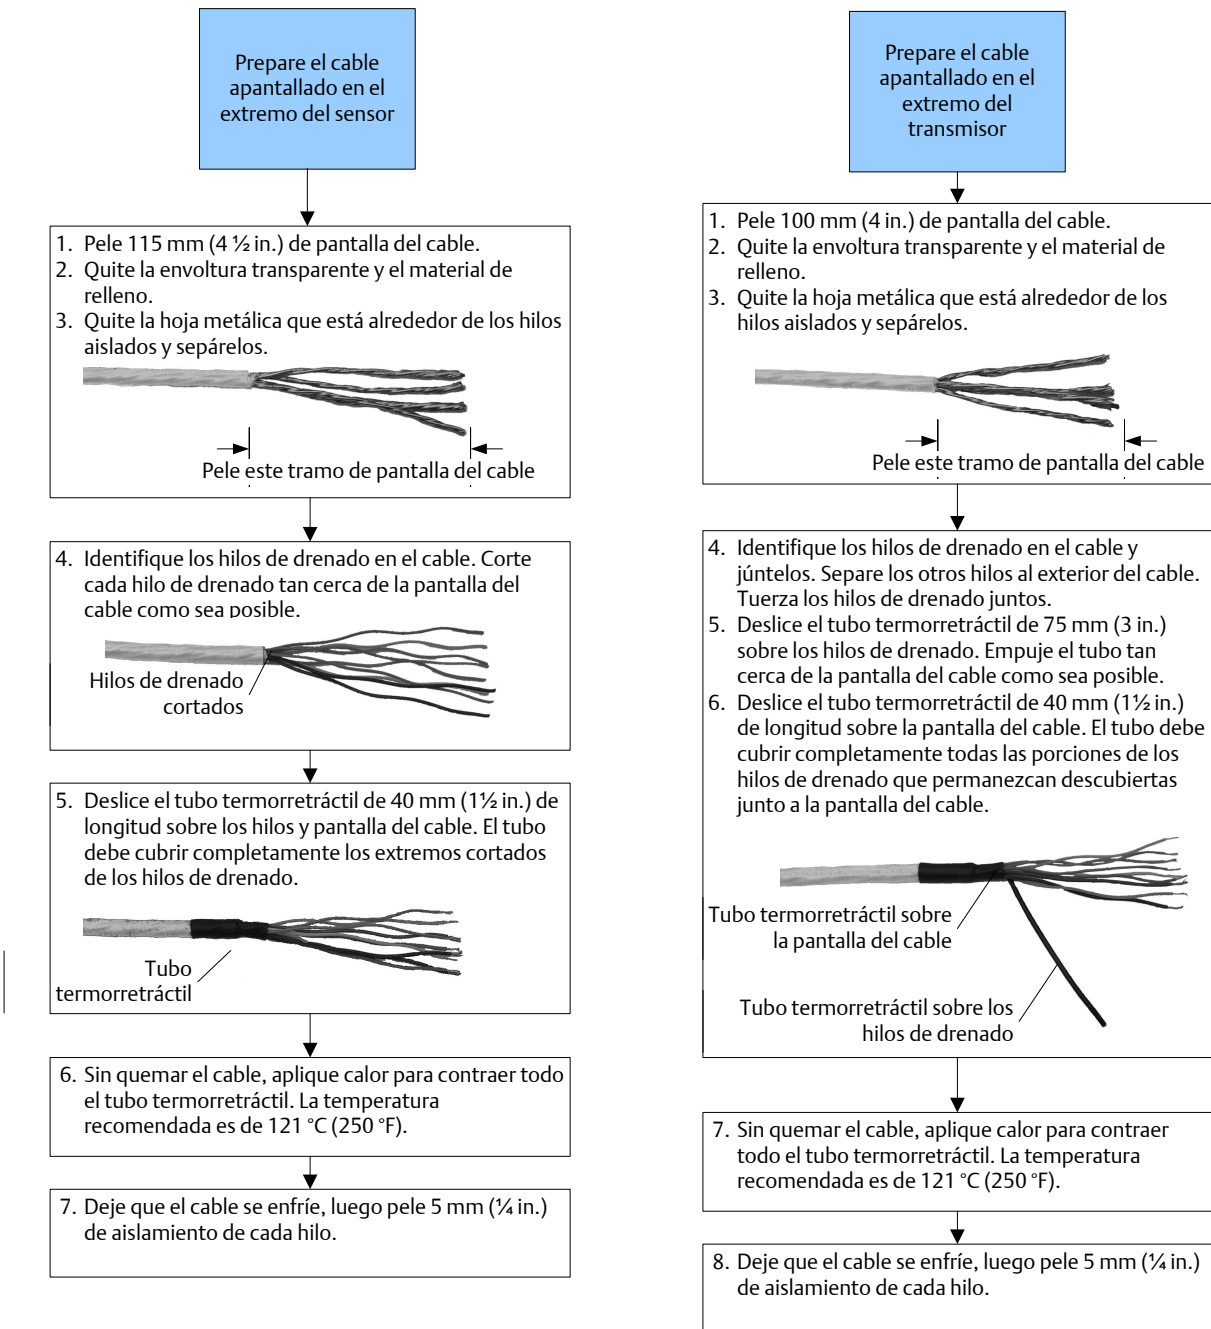 Prepare el cable
apantallado en el
extremo del sensor
1. Pele 115 mm (4 ½ in.) de pantalla del cable.
2. Quite la envoltura transparente y el material de
relleno.
3. Quite la hoja metálica que está alrededor de los hilos
aislados y sepárelos.
Pele este tramo de pantalla del cable
4. Identifique los hilos de drenado en el cable. Corte
cada hilo de drenado tan cerca de la pantalla del
cable como sea posible.
Hilos de drenado
cortados
5. Deslice el tubo termorretráctil de 40 mm (1½ in.) de
longitud sobre los hilos y pantalla del cable. El tubo
debe cubrir completamente los extremos cortados
de los hilos de drenado.
Tubo
termorretráctil
6. Sin quemar el cable, aplique calor para contraer todo
el tubo termorretráctil. La temperatura
recomendada es de 121 °C (250 °F).
7. Deje que el cable se enfríe, luego pele 5 mm (¼ in.)
de aislamiento de cada hilo.
Prepare el cable
apantallado en el
extremo del
transmisor
1. Pele 100 mm (4 in.) de pantalla del cable.
2. Quite la envoltura transparente y el material de
relleno.
3. Quite la hoja metálica que está alrededor de los
hilos aislados y sepárelos.
Pele este tramo de pantalla del cable
4. Identifique los hilos de drenado en el cable y
júntelos. Separe los otros hilos al exterior del cable.
Tuerza los hilos de drenado juntos.
5. Deslice el tubo termorretráctil de 75 mm (3 in.)
sobre los hilos de drenado. Empuje el tubo tan
cerca de la pantalla del cable como sea posible.
6. Deslice el tubo termorretráctil de 40 mm (1½ in.)
de longitud sobre la pantalla del cable. El tubo debe
cubrir completamente todas las porciones de los
hilos de drenado que permanezcan descubiertas
junto a la pantalla del cable.
Tubo termorretráctil sobre
la pantalla del cable
Tubo termorretráctil sobre los
hilos de drenado
7. Sin quemar el cable, aplique calor para contraer
todo el tubo termorretráctil. La temperatura
recomendada es de 121 °C (250 °F).
8. Deje que el cable se enfríe, luego pele 5 mm (¼ in.)
de aislamiento de cada hilo.